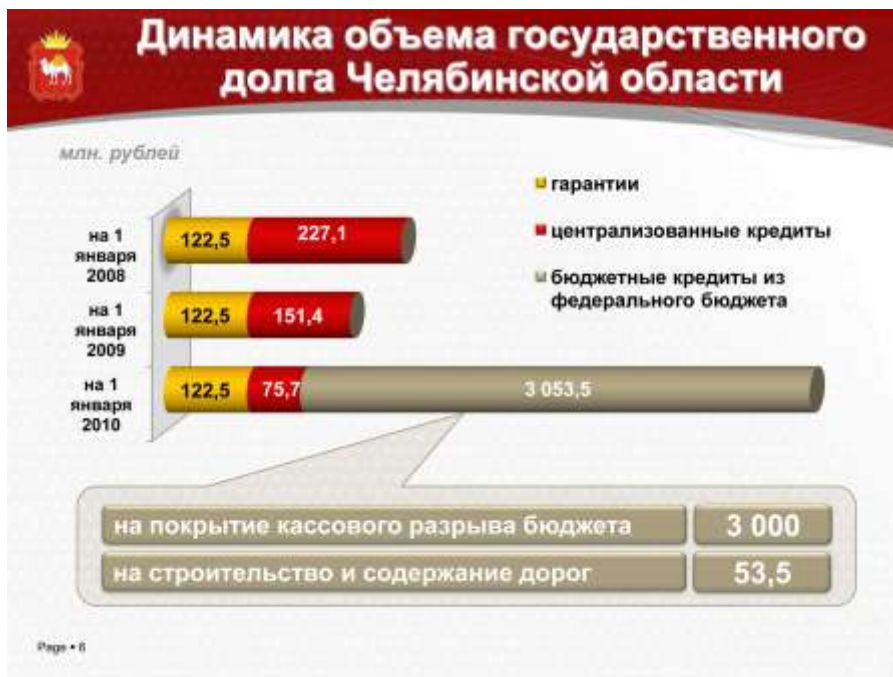 Динамика объема государственного
долга Челябинской области
млн. рублей
гарантии
централизованные кредиты
бюджетные кредиты из
федерального бюджета
на 1
января
2008
122,5
227,1
на 1
января
2009
122,5
151,4
на 1
января
2010
122,5
75,7
3 053,5
на покрытие кассового разрыва бюджета
3 000
на строительство и содержание дорог
53,5
Page ▪ 6